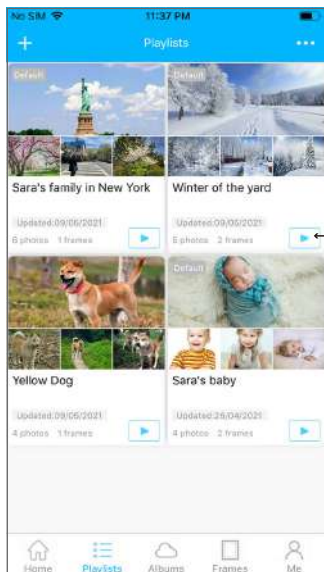 No SIM 11:37 PM
+ Playlists •••
Default
Default
Sara's family in New York
Winter of the yard
Updated:09/06/2021
Updated:09/06/2021
6 photos 1 frames
6 photos 2 frames
Default
Yellow Dog
Sara's baby
Updated:09/05/2021
Updated:26/04/2021
4 photos 1 frames
4 photos 2 frames
Home Playlists Albums Frames Me